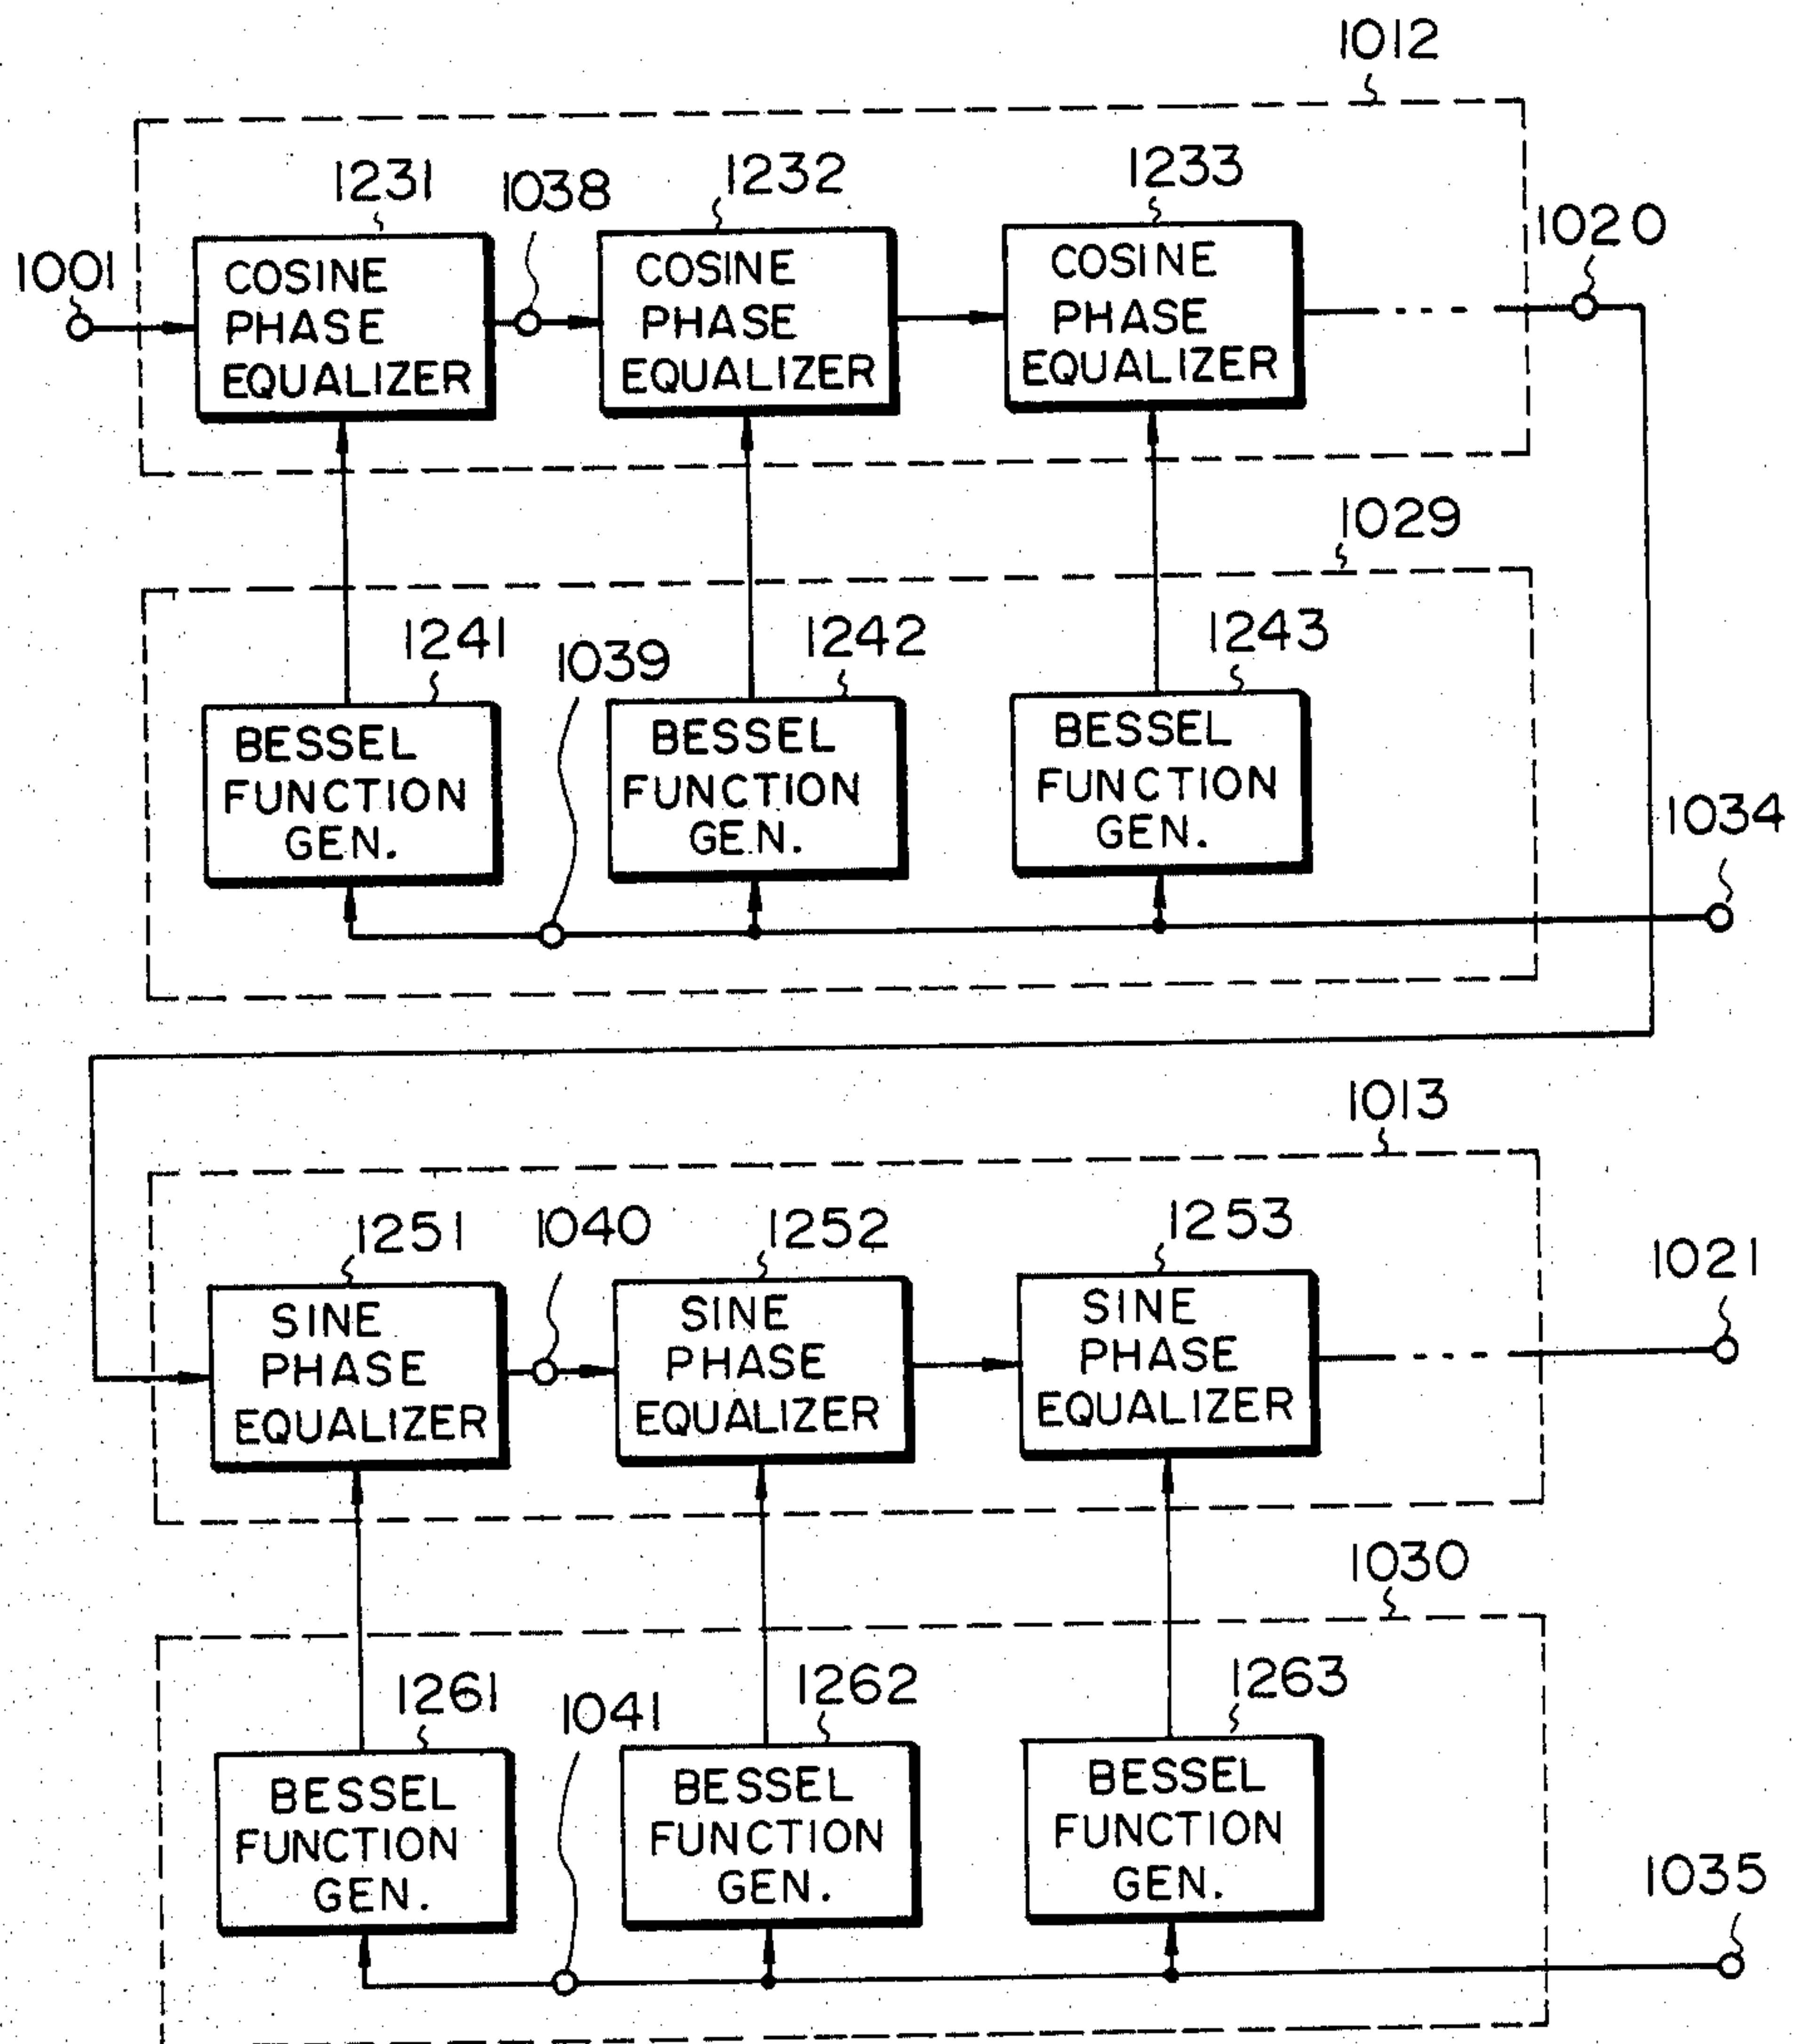 1012
1231
1038
1232
1233
1020
1001
COSINE
PHASE
EQUALIZER
COSINE
PHASE
EQUALIZER
COSINE
PHASE
EQUALIZER
1029
1241
1039
1242
1243
1034
BESSEL
FUNCTION
GEN.
BESSEL
FUNCTION
GEN.
BESSEL
FUNCTION
GEN.
1013
1251
1040
1252
1253
1021
SINE
PHASE
EQUALIZER
SINE
PHASE
EQUALIZER
SINE
PHASE
EQUALIZER
1030
1261
1041
1262
1263
1035
BESSEL
FUNCTION
GEN.
BESSEL
FUNCTION
GEN.
BESSEL
FUNCTION
GEN.